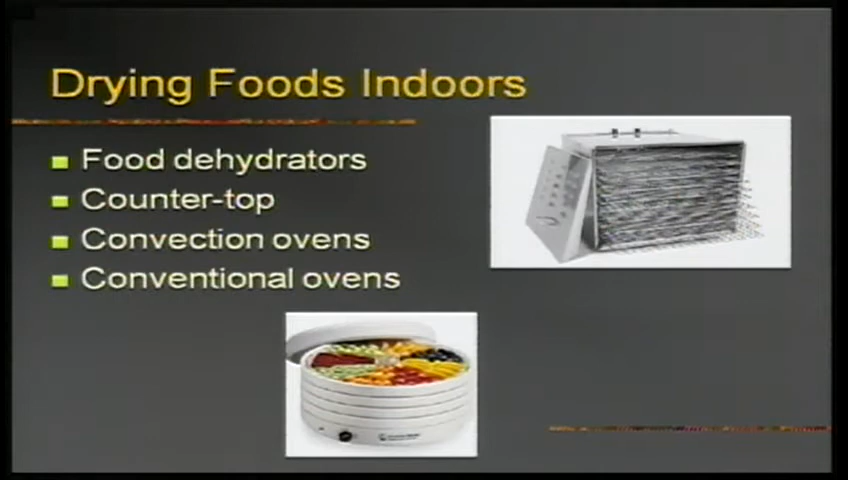 Drying Foods Indoors
Food dehydrators
Counter-top
Convection ovens
Conventional ovens